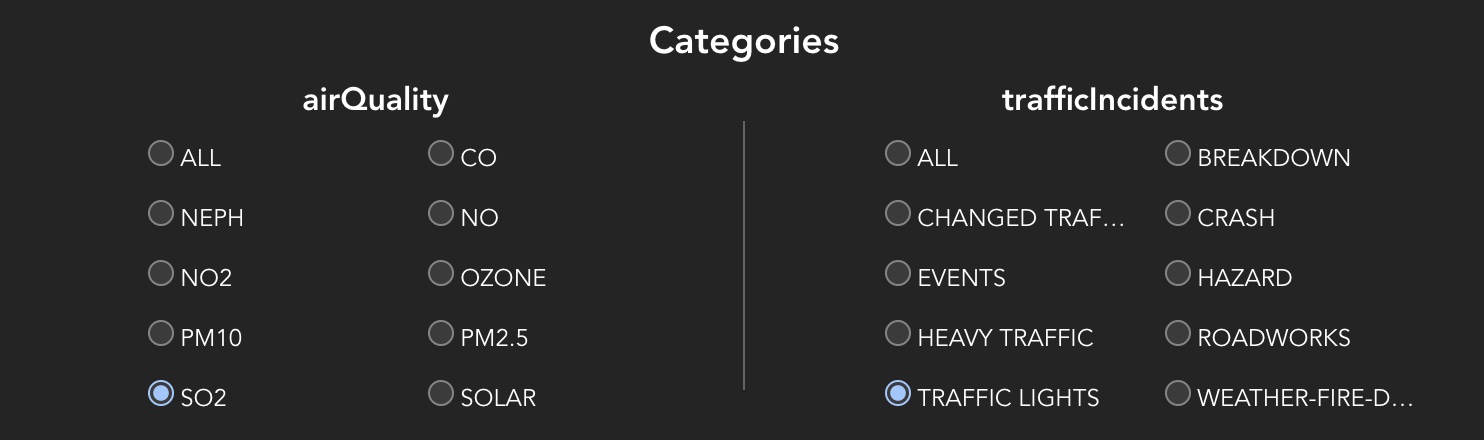 Categories
airQuality
ALL
CO
NEPH
NO
NO2
OZONE
PM10
PM2.5
SO2
SOLAR
trafficIncidents
ALL
BREAKDOWN
CHANGED TRAF...
CRASH
EVENTS
HAZARD
HEAVY TRAFFIC
ROADWORKS
TRAFFIC LIGHTS
WEATHER-FIRE-D...